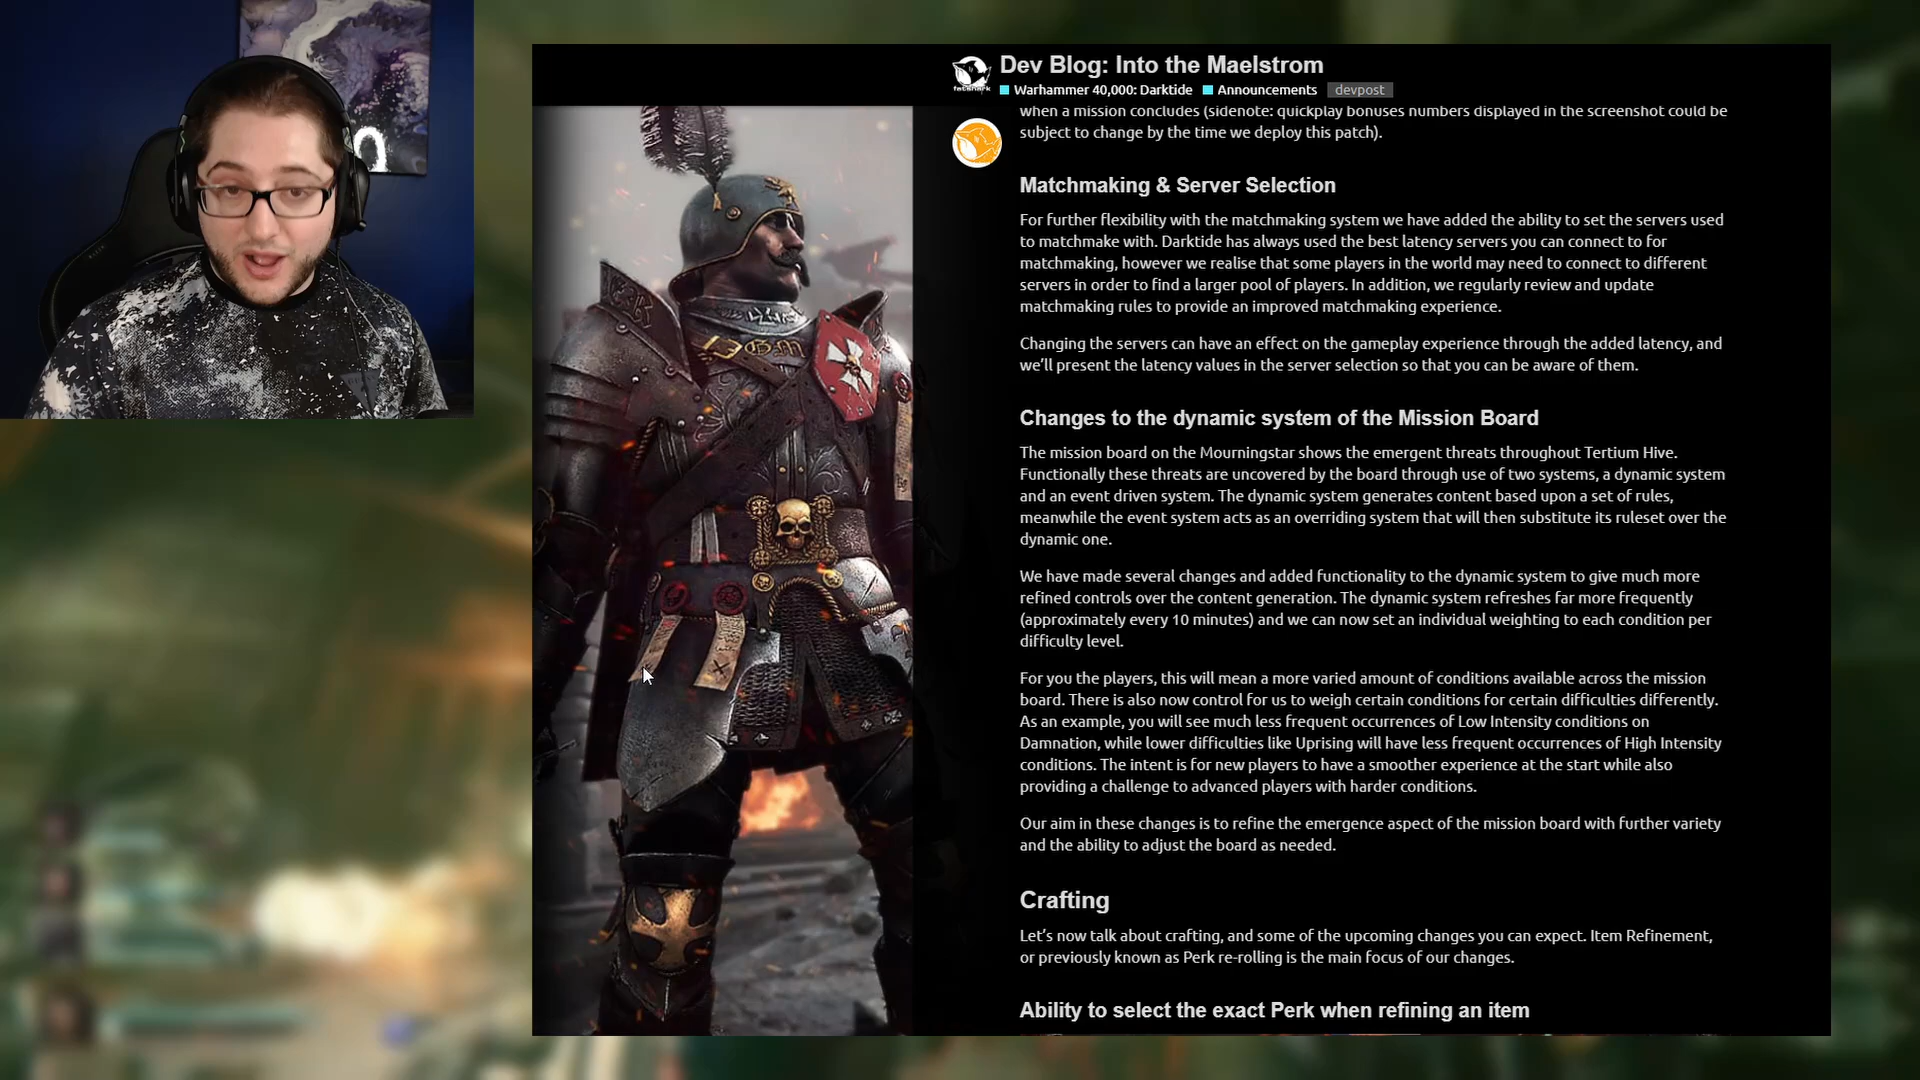 Dev Blog: Into the Maelstrom
Warhammer 40,000: Darktide Announcements devpost
when a mission concludes (sidenote: quickplay bonuses numbers displayed in the screenshot could be
subject to change by the time we deploy this patch).
Matchmaking & Server Selection
For further flexibility with the matchmaking system we have added the ability to set the servers used
to matchmake with. Darktide has always used the best latency servers you can connect to for
matchmaking, however we realise that some players in the world may need to connect to different
servers in order to find a larger pool of players. In addition, we regularly review and update
matchmaking rules to provide an improved matchmaking experience.
Changing the servers can have an effect on the gameplay experience through the added latency, and
we'll present the latency values in the server selection so that you can be aware of them.
Changes to the dynamic system of the Mission Board
The mission board on the Mourningstar shows the emergent threats throughout Tertium Hive.
Functionally these threats are uncovered by the board through use of two systems, a dynamic system
and an event driven system. The dynamic system generates content based upon a set of rules,
meanwhile the event system acts as an overriding system that will then substitute its ruleset over the
dynamic one.
We have made several changes and added functionality to the dynamic system to give much more
refined controls over the content generation. The dynamic system refreshes far more frequently
(approximately every 10 minutes) and we can now set an individual weighting to each condition per
difficulty level.
For you the players, this will mean a more varied amount of conditions available across the mission
board. There is also now control for us to weigh certain conditions for certain difficulties differently.
As an example, you will see much less frequent occurrences of Low Intensity conditions on
Damnation, while lower difficulties like Uprising will have less frequent occurrences of High Intensity
conditions. The intent is for new players to have a smoother experience at the start while also
providing a challenge to advanced players with harder conditions.
Our aim in these changes is to refine the emergence aspect of the mission board with further variety
and the ability to adjust the board as needed.
Crafting
Let's now talk about crafting, and some of the upcoming changes you can expect. Item Refinement,
or previously known as Perk re-rolling is the main focus of our changes.
Ability to select the exact Perk when refining an item